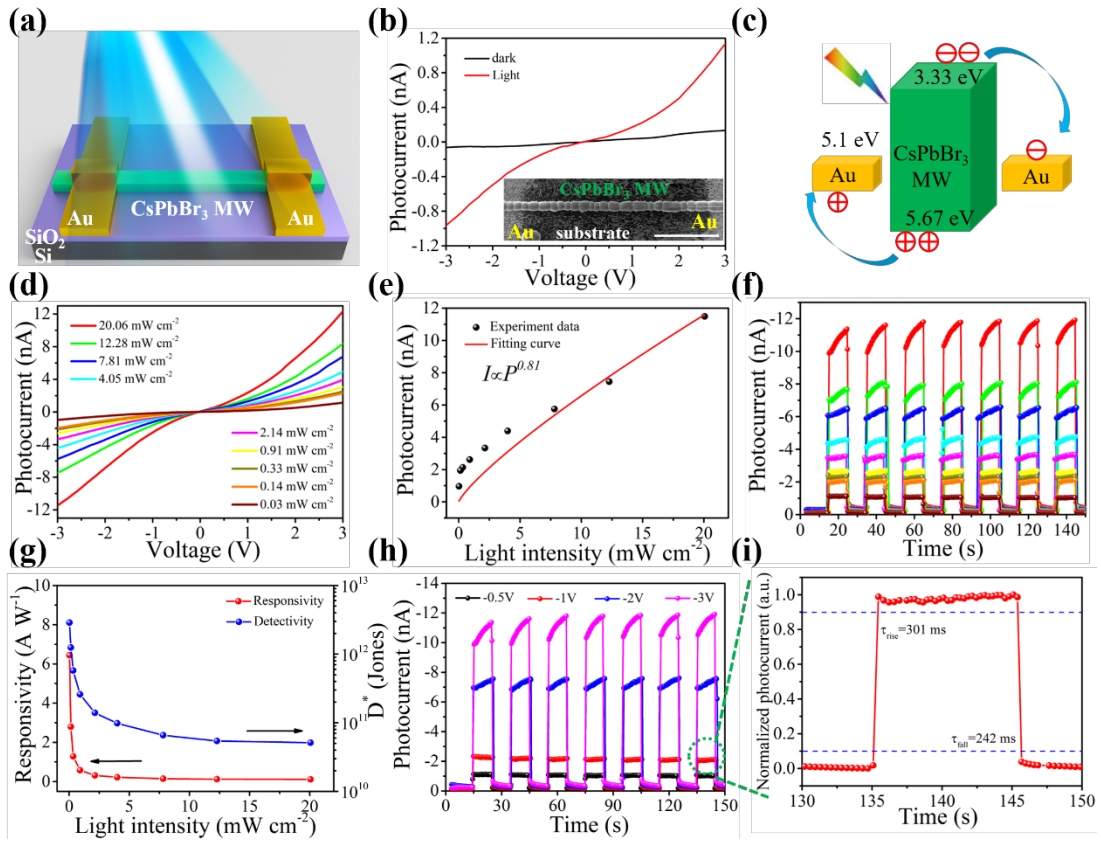 (a)
Au
CsPbBr₃ MW
Au
SiO₂
Si
(b)
Photocurrent (nA)
1.2
0.8
0.4
0.0
-0.4
-0.8
-1.2
dark
Light
CsPbBr₃ MW
Au
substrate
Au
-3
-2
-1
0
1
2
3
Voltage (V)
(c)
3.33 eV
5.1 eV
Au
CsPbBr₃
MW
Au
5.67 eV
(d)
Photocurrent (nA)
12
8
4
0
-4
-8
-12
20.06 mW cm⁻²
12.28 mW cm⁻²
7.81 mW cm⁻²
4.05 mW cm⁻²
2.14 mW cm⁻²
0.91 mW cm⁻²
0.33 mW cm⁻²
0.14 mW cm⁻²
0.03 mW cm⁻²
-3
-2
-1
0
1
2
3
Voltage (V)
(e)
Photocurrent (nA)
12
10
8
6
4
2
0
Experiment data
Fitting curve
I∝P⁰·⁸¹
0
5
10
15
20
Light intensity (mW cm⁻²)
(f)
Photocurrent (nA)
-12
-10
-8
-6
-4
-2
0
0
50
100
150
Time (s)
(g)
Responsivity (A W⁻¹)
10
8
6
4
2
0
Responsivity
Detectivity
10¹³
10¹²
10¹¹
10¹⁰
D* (Jones)
0
5
10
15
20
Light intensity (mW cm⁻²)
(h)
Photocurrent (nA)
-14
-12
-10
-8
-6
-4
-2
0
-0.5V
-1V
-2V
-3V
0
30
60
90
120
150
Time (s)
(i)
Normalized photocurrent (a.u.)
1.0
0.8
0.6
0.4
0.2
0.0
τrise=301 ms
τfall=242 ms
130
135
140
145
150
Time (s)